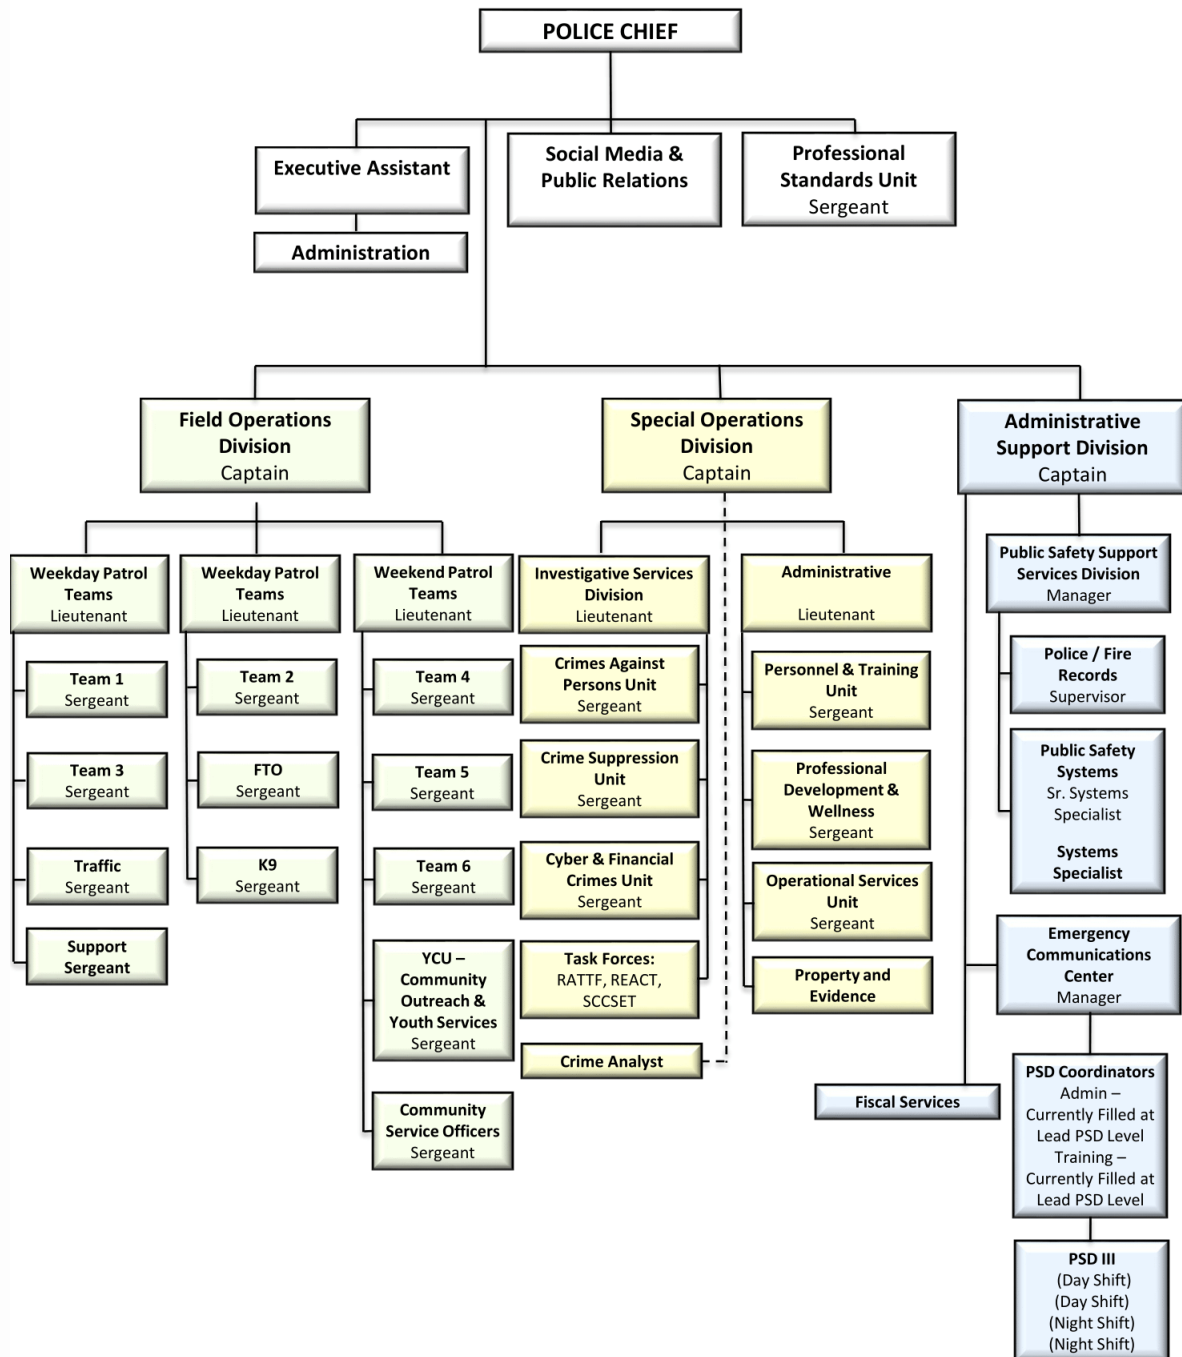 POLICE CHIEF
Executive Assistant
Administration
Social Media &
Public Relations
Professional
Standards Unit
Sergeant
Field Operations
Division
Captain
Weekday Patrol
Teams
Lieutenant
Team 1
Sergeant
Team 3
Sergeant
Traffic
Sergeant
Support
Sergeant
Weekday Patrol
Teams
Lieutenant
Team 2
Sergeant
FTO
Sergeant
K9
Sergeant
Weekend Patrol
Teams
Lieutenant
Team 4
Sergeant
Team 5
Sergeant
Team 6
Sergeant
YCU –
Community
Outreach &
Youth Services
Sergeant
Community
Service Officers
Sergeant
Special Operations
Division
Captain
Investigative Services
Division
Lieutenant
Crimes Against
Persons Unit
Sergeant
Crime Suppression
Unit
Sergeant
Cyber & Financial
Crimes Unit
Sergeant
Task Forces:
RATTF, REACT,
SCCSET
Crime Analyst
Administrative
Lieutenant
Personnel & Training
Unit
Sergeant
Professional
Development &
Wellness
Sergeant
Operational Services
Unit
Sergeant
Property and
Evidence
Administrative
Support Division
Captain
Public Safety Support
Services Division
Manager
Police / Fire
Records
Supervisor
Public Safety
Systems
Sr. Systems
Specialist
Systems
Specialist
Emergency
Communications
Center
Manager
Fiscal Services
PSD Coordinators
Admin –
Currently Filled at
Lead PSD Level
Training –
Currently Filled at
Lead PSD Level
PSD III
(Day Shift)
(Day Shift)
(Night Shift)
(Night Shift)